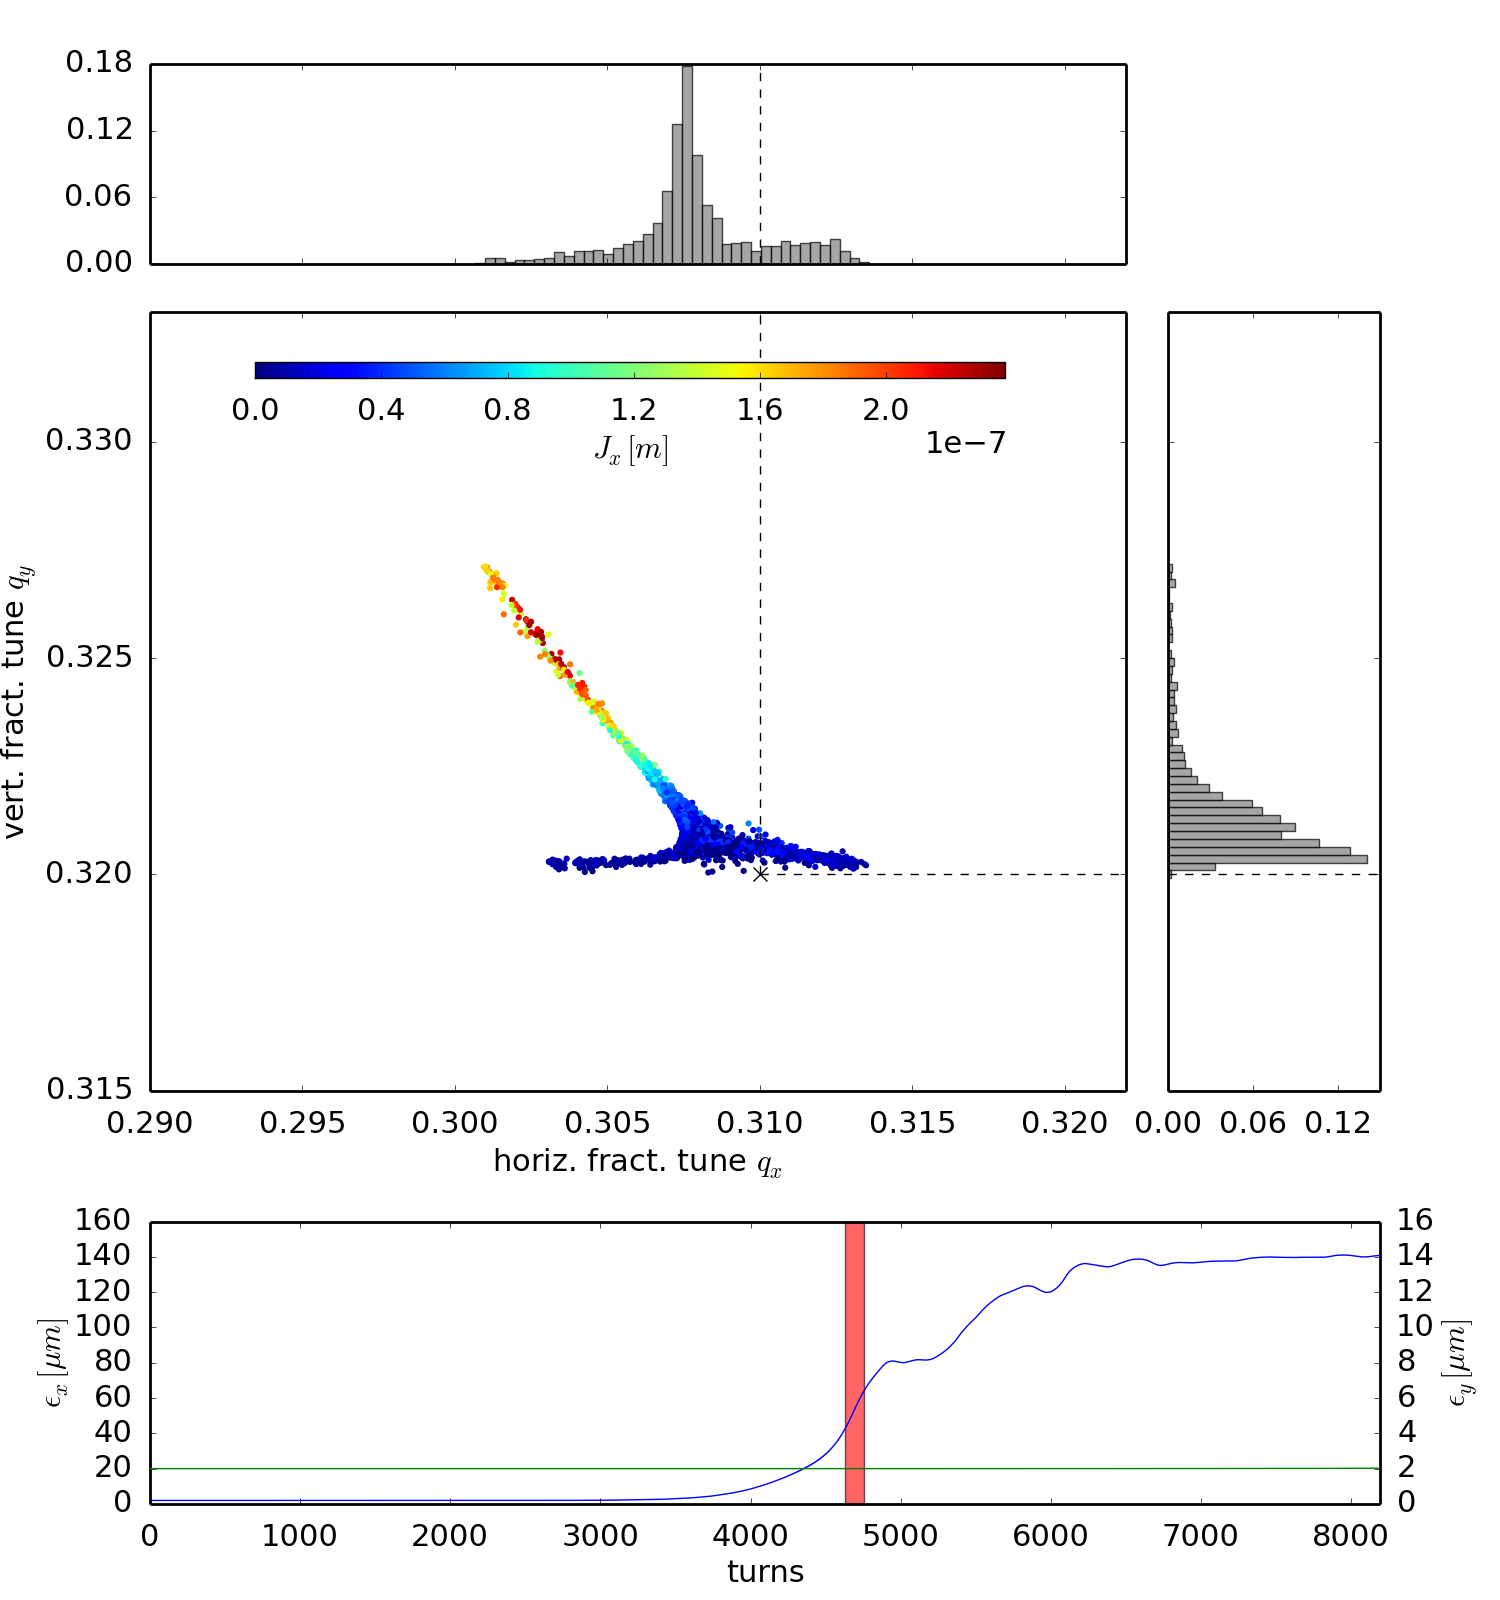 0.18
0.12
0.06
0.00
0.0 0.4 0.8 1.2 1.6 2.0
J_x [m]
1e−7
vert. fract. tune q_y
0.330
0.325
0.320
0.315
0.290 0.295 0.300 0.305 0.310 0.315 0.320
horiz. fract. tune q_x
0.00 0.06 0.12
ϵ_x [μm]
160
140
120
100
80
60
40
20
0
16
14
12
10
8
6
4
2
0
ϵ_y [μm]
0 1000 2000 3000 4000 5000 6000 7000 8000
turns